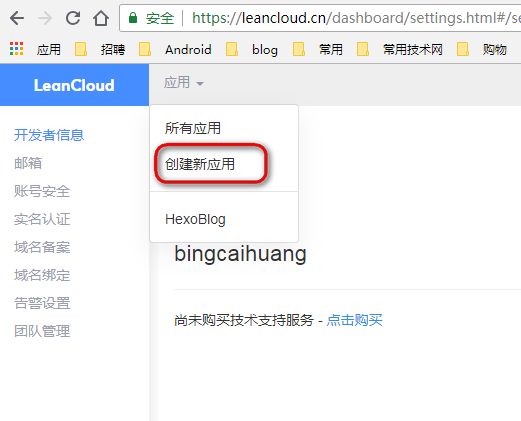 安全 | https://leancloud.cn/dashboard/settings.html#/se
应用 招聘 Android blog 常用 常用技术网 购物
LeanCloud 应用
开发者信息
邮箱
账号安全
实名认证
域名备案
域名绑定
告警设置
团队管理
所有应用
创建新应用
HexoBlog
bingcaihuang
尚未购买技术支持服务 - 点击购买